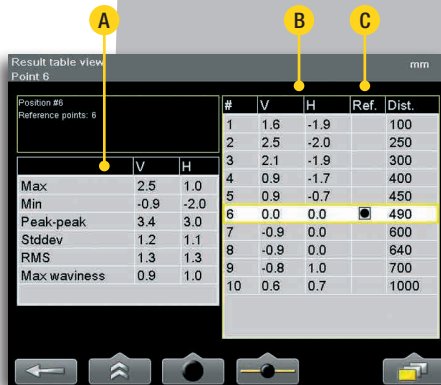 A B C
Result table view mm
Point 6
Position #6
Reference points: 6
V H
Max 2.5 1.0
Min -0.9 -2.0
Peak-peak 3.4 3.0
Stddev 1.2 1.1
RMS 1.3 1.3
Max waviness 0.9 1.0
# V H Ref. Dist.
1 1.6 -1.9 100
2 2.5 -2.0 250
3 2.1 -1.9 300
4 0.9 -1.7 400
5 0.9 -0.7 450
6 0.0 0.0 490
7 -0.9 0.0 600
8 -0.9 0.0 640
9 -0.8 1.0 700
10 0.6 0.7 1000